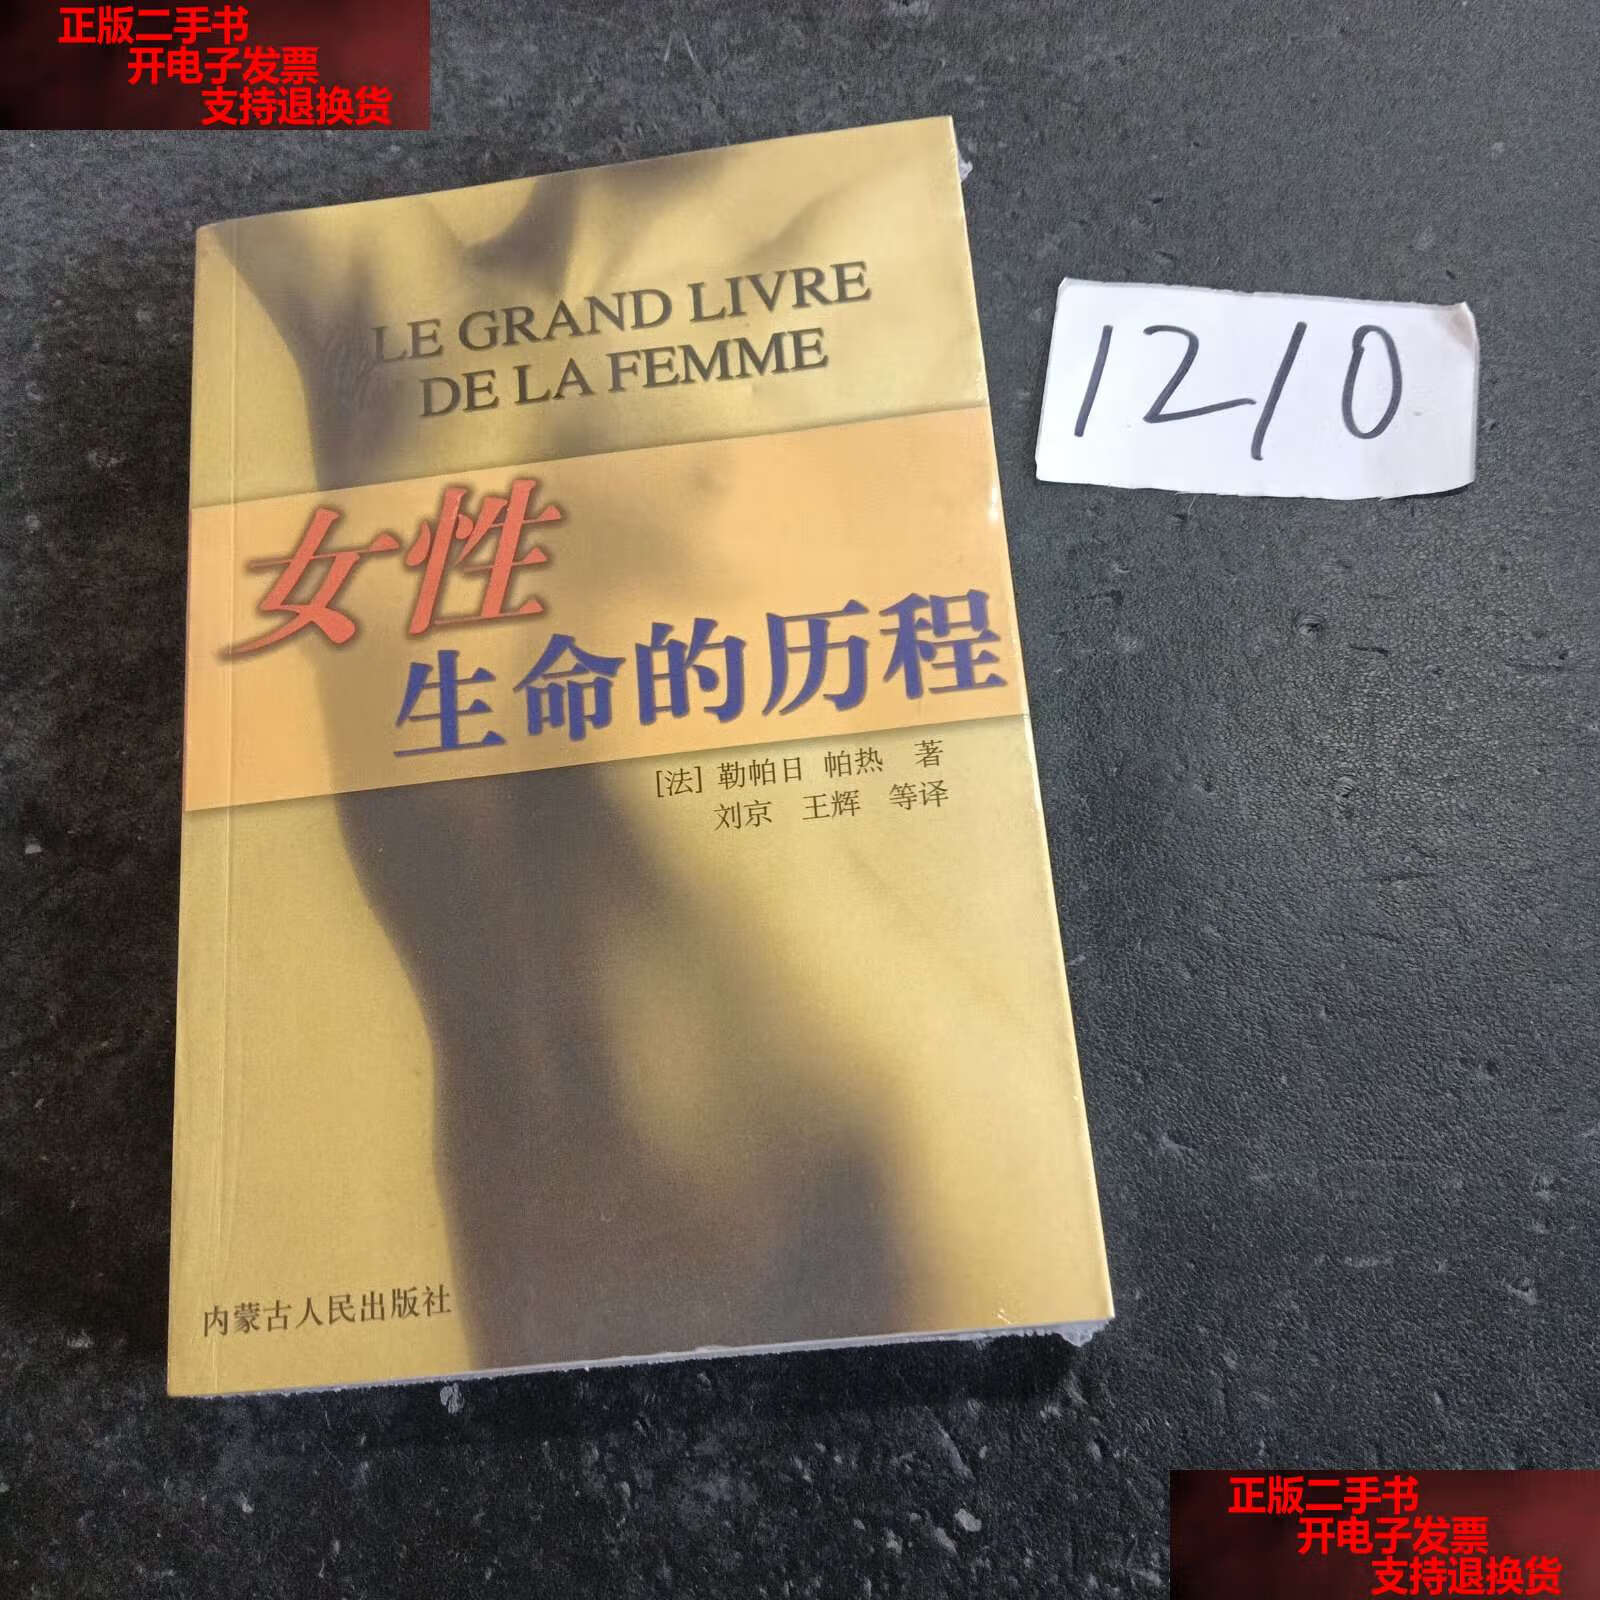 正版二手书
开电子发票
支持退换货
LE GRAND LIVRE
DE LA FEMME
女性
生命的历程
[法] 勒帕日 帕热 著
刘京 王辉 等译
内蒙古人民出版社
1210
正版二手书
开电子发票
支持退换货